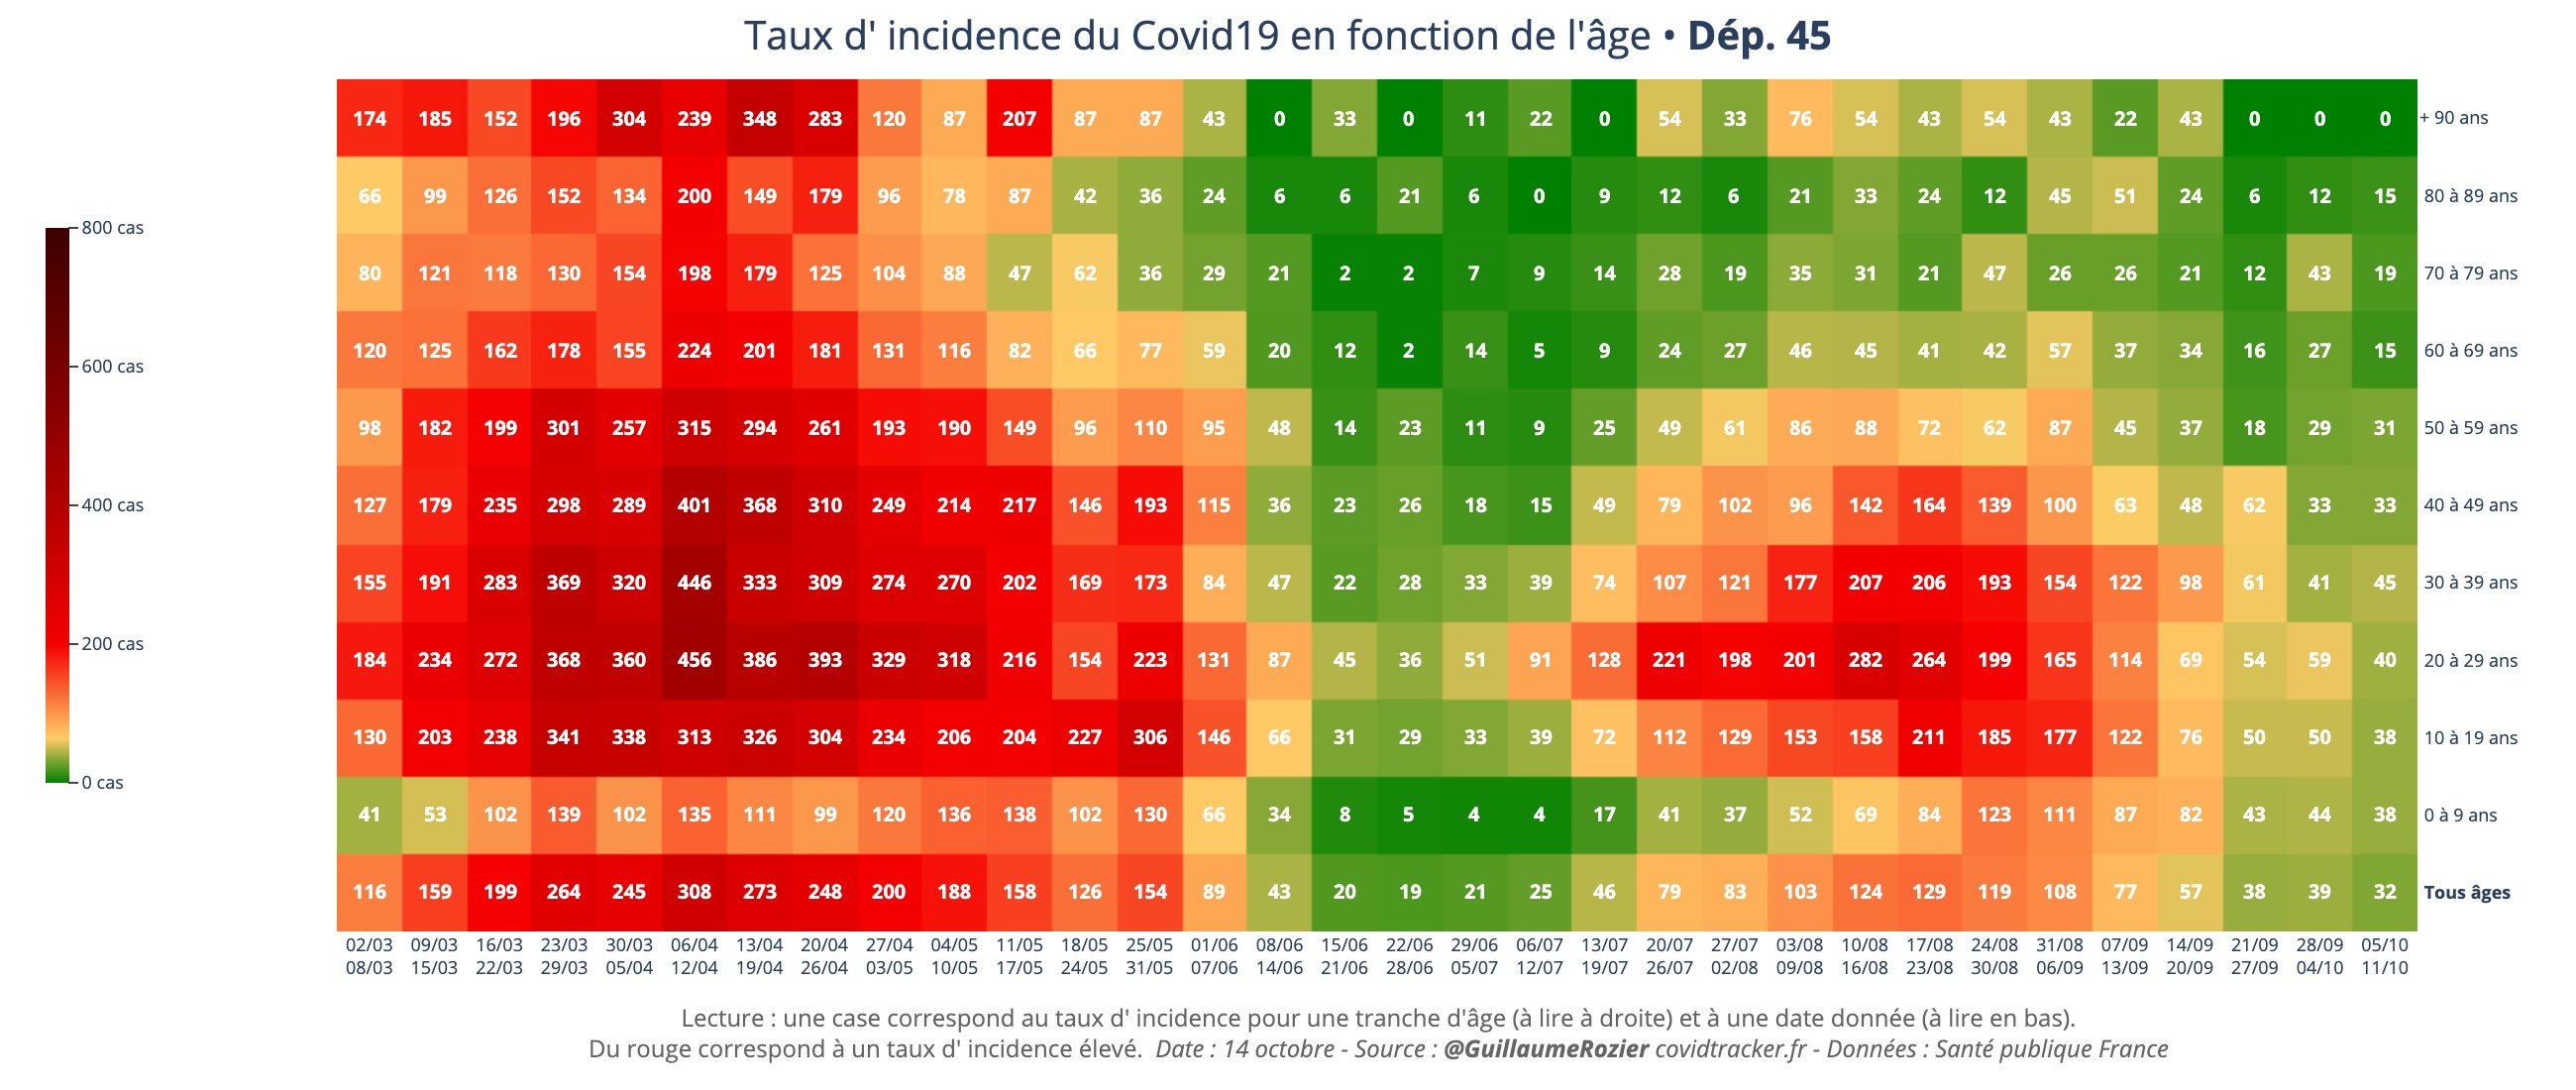 Taux d' incidence du Covid19 en fonction de l'âge • Dép. 45
800 cas
600 cas
400 cas
200 cas
0 cas
174 185 152 196 304 239 348 283 120 87 207 87 87 43 0 33 0 11 22 0 54 33 76 54 43 54 43 22 43 0 0 0 + 90 ans
66 99 126 152 134 200 149 179 96 78 87 42 36 24 6 6 21 6 0 9 12 6 21 33 24 12 45 51 24 6 12 15 80 à 89 ans
80 121 118 130 154 198 179 125 104 88 47 62 36 29 21 2 2 7 9 14 28 19 35 31 21 47 26 26 21 12 43 19 70 à 79 ans
120 125 162 178 155 224 201 181 131 116 82 66 77 59 20 12 2 14 5 9 24 27 46 45 41 42 57 37 34 16 27 15 60 à 69 ans
98 182 199 301 257 315 294 261 193 190 149 96 110 95 48 14 23 11 9 25 49 61 86 88 72 62 87 45 37 18 29 31 50 à 59 ans
127 179 235 298 289 401 368 310 249 214 217 146 193 115 36 23 26 18 15 49 79 102 96 142 164 139 100 63 48 62 33 33 40 à 49 ans
155 191 283 369 320 446 333 309 274 270 202 169 173 84 47 22 28 33 39 74 107 121 177 207 206 193 154 122 98 61 41 45 30 à 39 ans
184 234 272 368 360 456 386 393 329 318 216 154 223 131 87 45 36 51 91 128 221 198 201 282 264 199 165 114 69 54 59 40 20 à 29 ans
130 203 238 341 338 313 326 304 234 206 204 227 306 146 66 31 29 33 39 72 112 129 153 158 211 185 177 122 76 50 50 38 10 à 19 ans
41 53 102 139 102 135 111 99 120 136 138 102 130 66 34 8 5 4 4 17 41 37 52 69 84 123 111 87 82 43 44 38 0 à 9 ans
116 159 199 264 245 308 273 248 200 188 158 126 154 89 43 20 19 21 25 46 79 83 103 124 129 119 108 77 57 38 39 32 Tous âges
02/03 09/03 16/03 23/03 30/03 06/04 13/04 20/04 27/04 04/05 11/05 18/05 25/05 01/06 08/06 15/06 22/06 29/06 06/07 13/07 20/07 27/07 03/08 10/08 17/08 24/08 31/08 07/09 14/09 21/09 28/09 05/10
08/03 15/03 22/03 29/03 05/04 12/04 19/04 26/04 03/05 10/05 17/05 24/05 31/05 07/06 14/06 21/06 28/06 05/07 12/07 19/07 26/07 02/08 09/08 16/08 23/08 30/08 06/09 13/09 20/09 27/09 04/10 11/10
Lecture : une case correspond au taux d' incidence pour une tranche d'âge (à lire à droite) et à une date donnée (à lire en bas).
Du rouge correspond à un taux d' incidence élevé. Date : 14 octobre - Source : @GuillaumeRozier covidtracker.fr - Données : Santé publique France